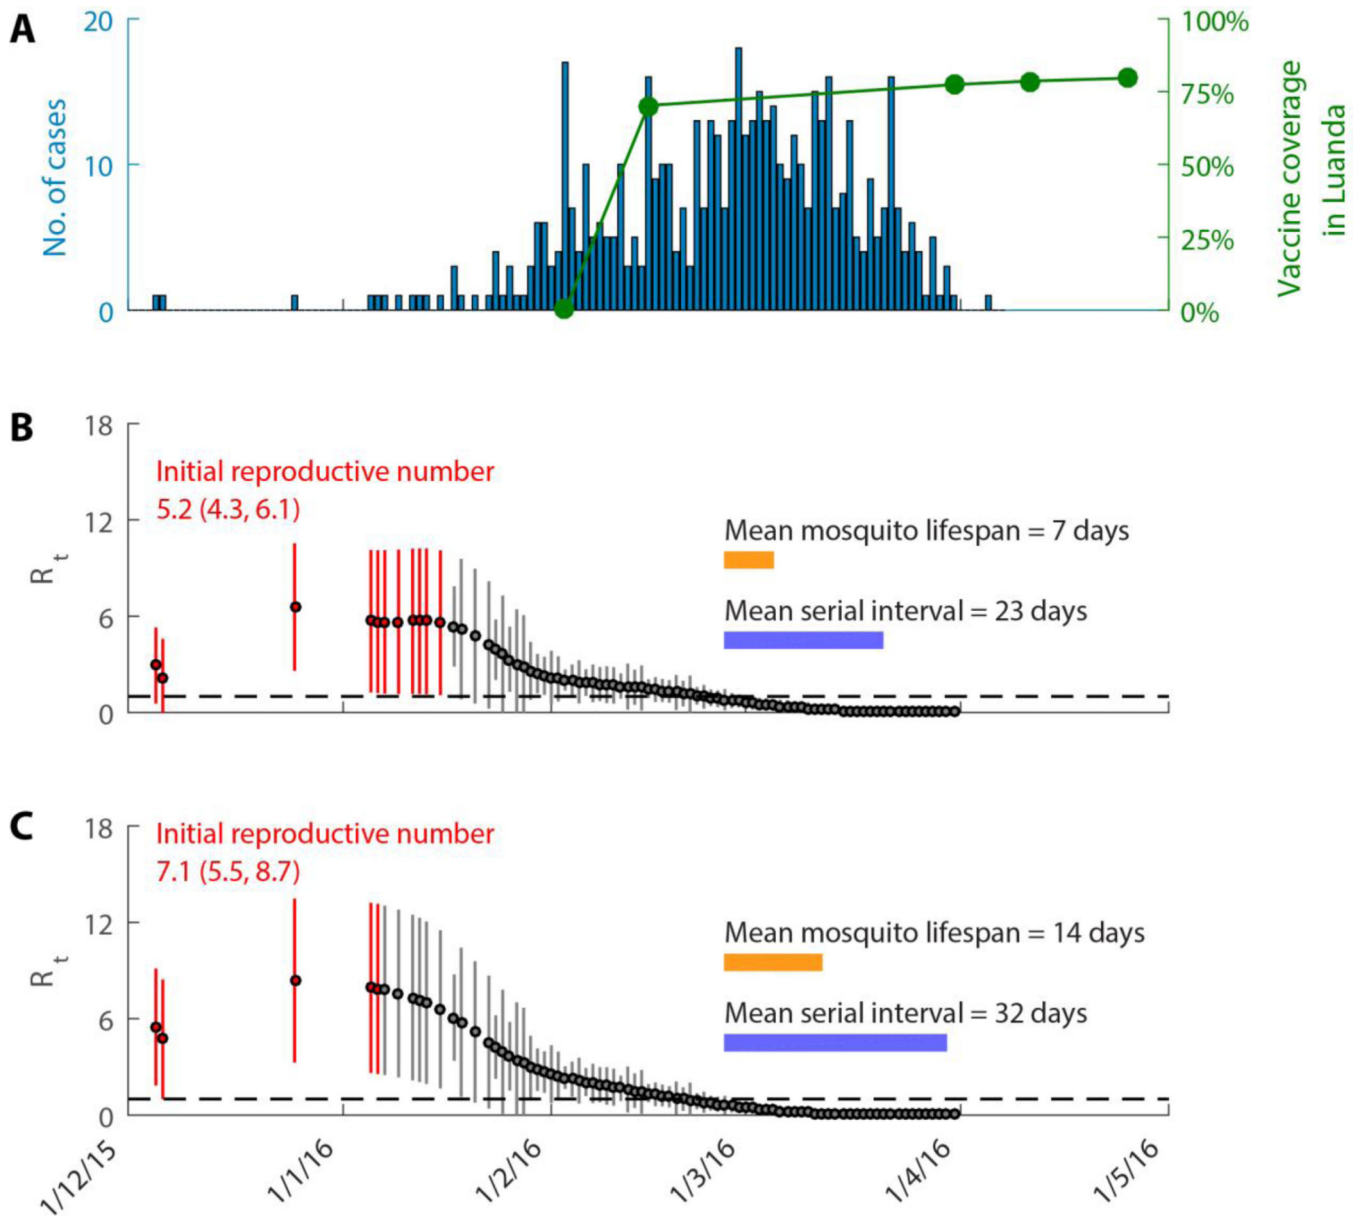 A
20
10
0
No. of cases
100%
75%
50%
25%
0%
Vaccine coverage
in Luanda
B
18
12
6
0
R t
Initial reproductive number
5.2 (4.3, 6.1)
Mean mosquito lifespan = 7 days
Mean serial interval = 23 days
C
18
12
6
0
R t
Initial reproductive number
7.1 (5.5, 8.7)
Mean mosquito lifespan = 14 days
Mean serial interval = 32 days
1/12/15
1/1/16
1/2/16
1/3/16
1/4/16
1/5/16